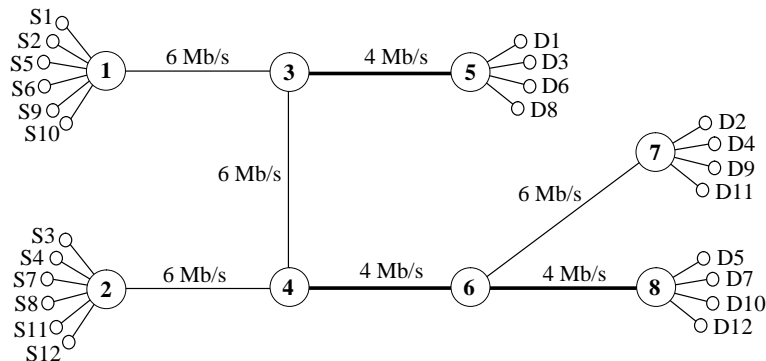 S1
S2
S5
S6
S9
S10
1
6 Mb/s
3
4 Mb/s
5
D1
D3
D6
D8
6 Mb/s
7
D2
D4
D9
D11
6 Mb/s
S3
S4
S7
S8
S11
S12
2
6 Mb/s
4
4 Mb/s
6
4 Mb/s
8
D5
D7
D10
D12